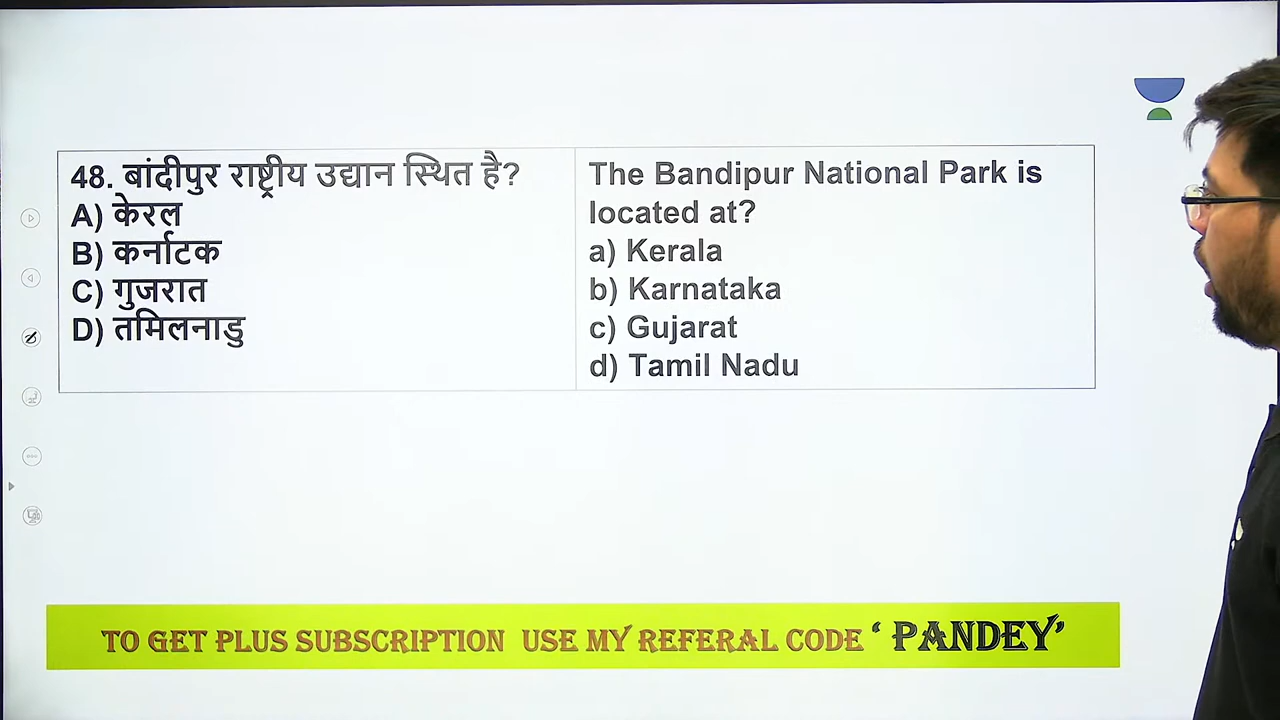 48. बांदीपुर राष्ट्रीय उद्यान स्थित है?
A) केरल
B) कर्नाटक
C) गुजरात
D) तमिलनाडु
The Bandipur National Park is
located at?
a) Kerala
b) Karnataka
c) Gujarat
d) Tamil Nadu
TO GET PLUS SUBSCRIPTION USE MY REFERAL CODE ‘ PANDEY’